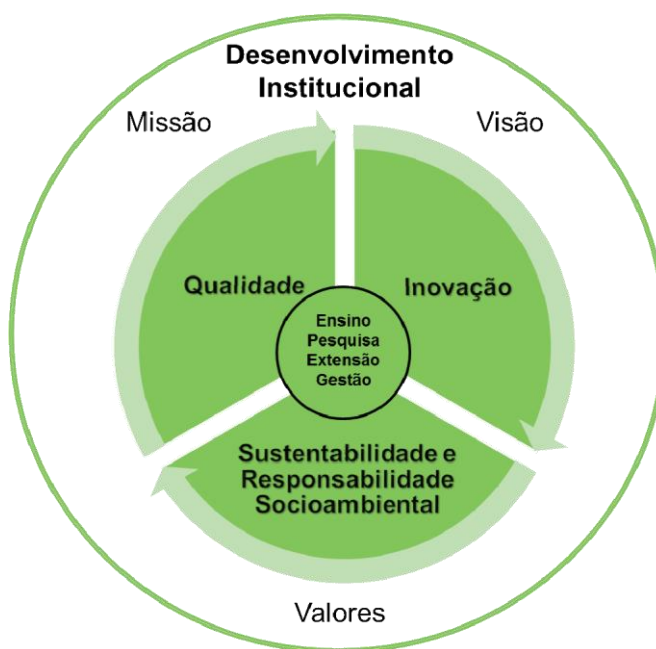 Desenvolvimento
Institucional
Missão
Visão
Qualidade
Inovação
Ensino
Pesquisa
Extensão
Gestão
Sustentabilidade e
Responsabilidade
Socioambiental
Valores